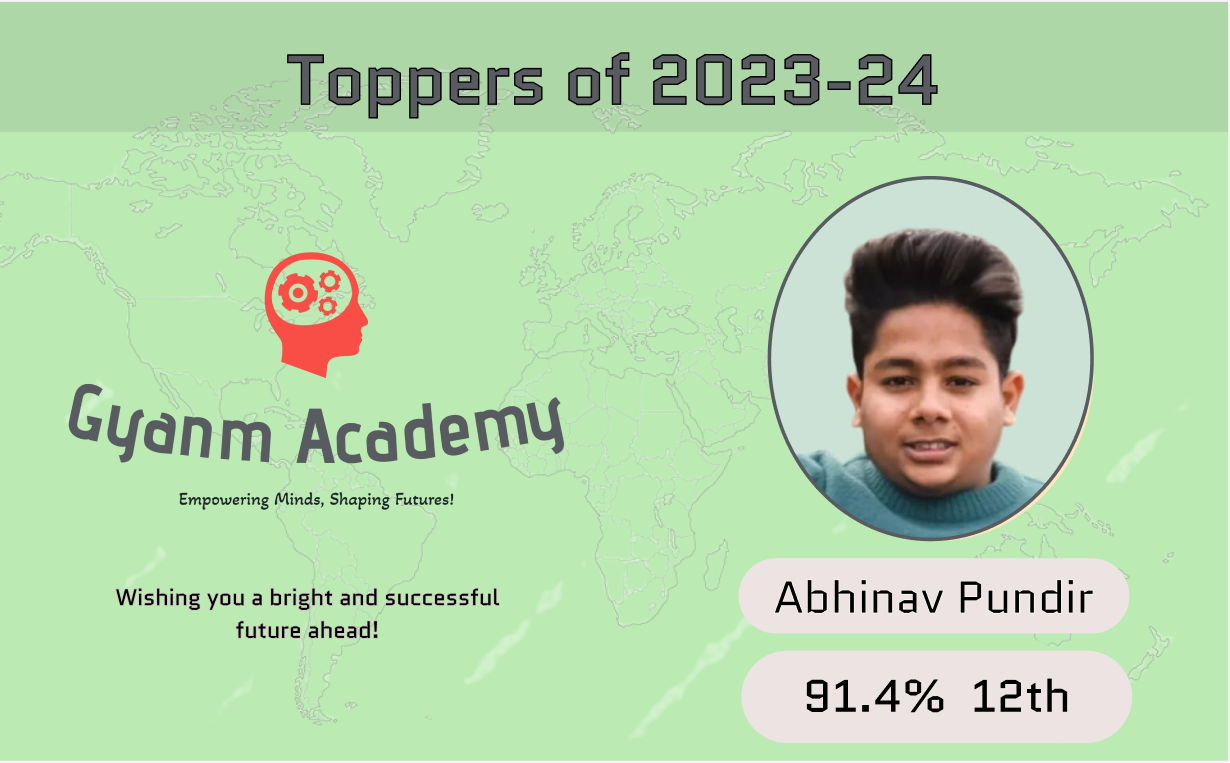 Toppers of 2023-24
Gyanm Academy
Empowering Minds, Shaping Futures!
Wishing you a bright and successful
future ahead!
Abhinav Pundir
91.4% 12th